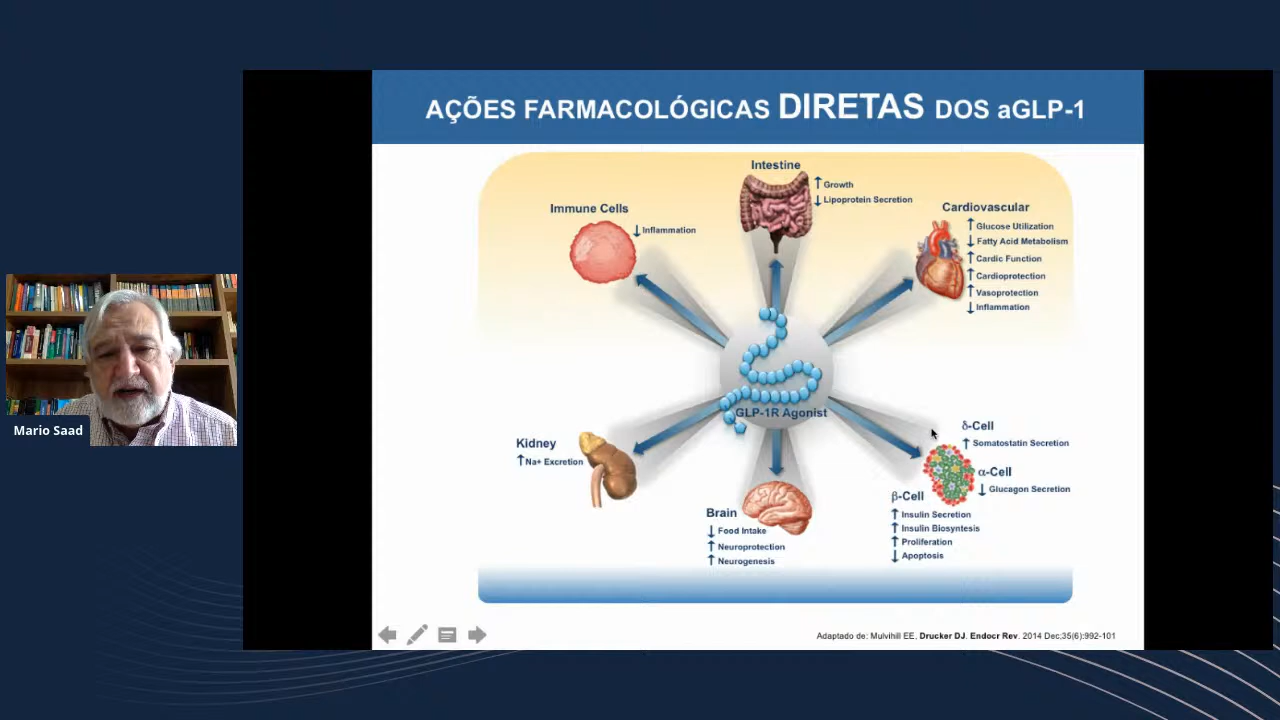 AÇÕES FARMACOLÓGICAS DIRETAS DOS aGLP-1
Intestine
↑ Growth
↓ Lipoprotein Secretion
Immune Cells
↓ Inflammation
Cardiovascular
↑ Glucose Utilization
↓ Fatty Acid Metabolism
↑ Cardic Function
↑ Cardioprotection
↑ Vasoprotection
↓ Inflammation
GLP-1R Agonist
Mario Saad
Kidney
↑ Na+ Excretion
Brain
↓ Food Intake
↑ Neuroprotection
↑ Neurogenesis
δ-Cell
↑ Somatostatin Secretion
α-Cell
↓ Glucagon Secretion
β-Cell
↑ Insulin Secretion
↑ Insulin Biosyntesis
↑ Proliferation
↓ Apoptosis
Adaptado de: Mulvihill EE, Drucker DJ. Endocr Rev. 2014 Dec;35(6):992-101